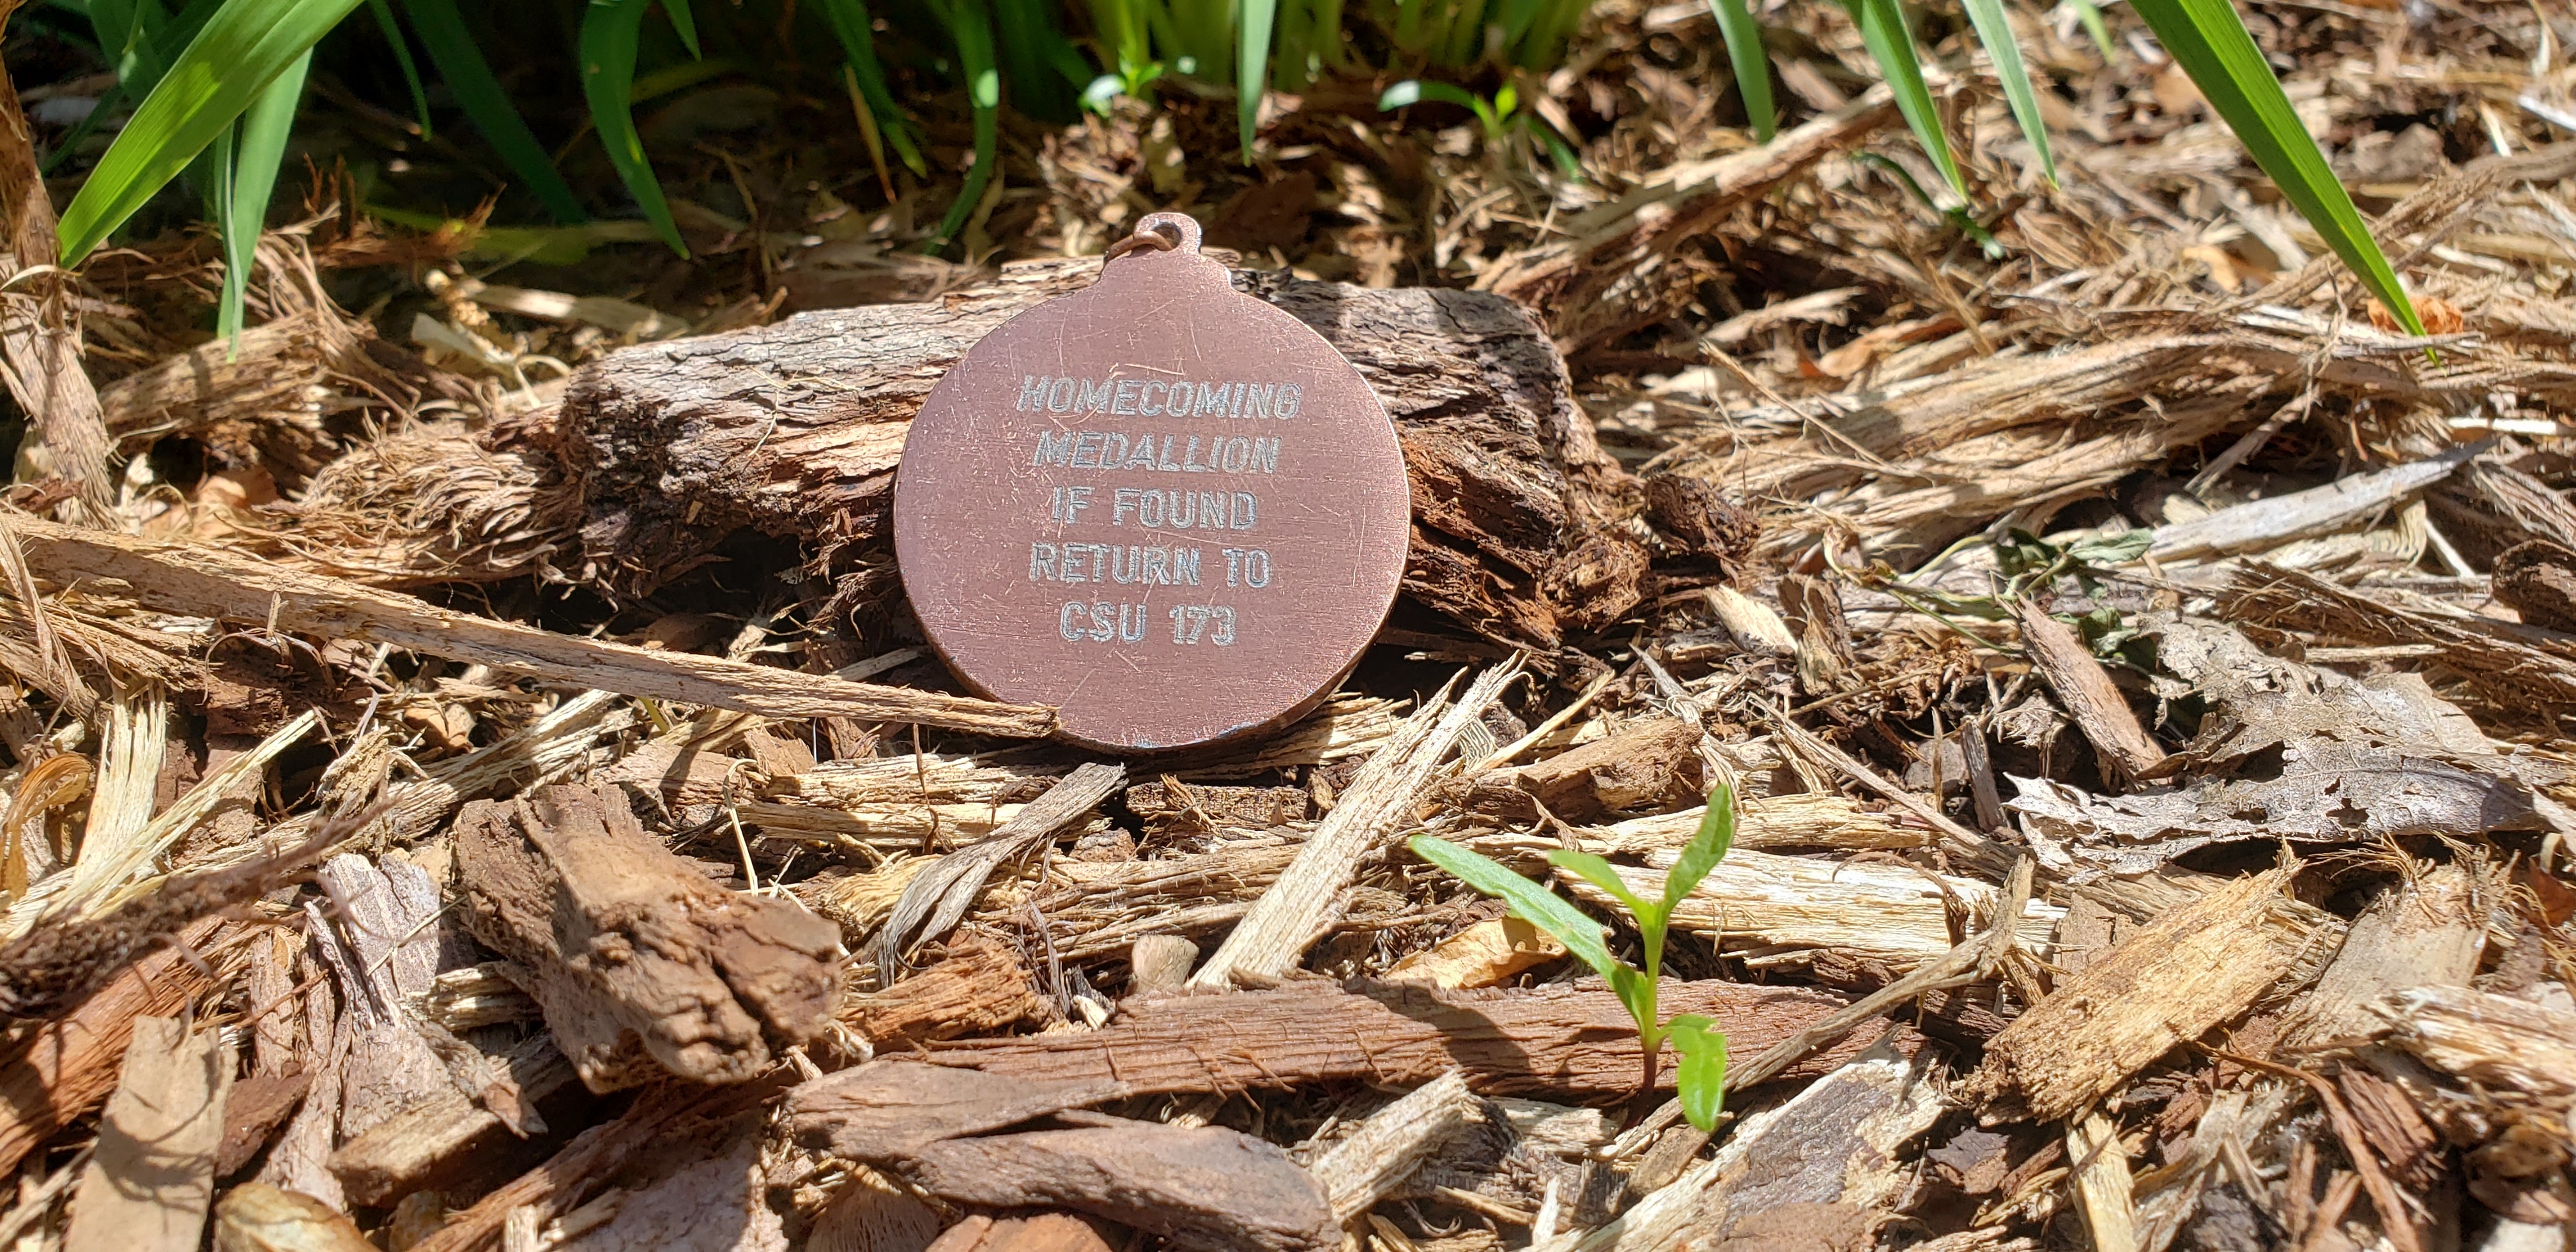 HOMECOMING
MEDALLION
IF FOUND
RETURN TO
CSU 173